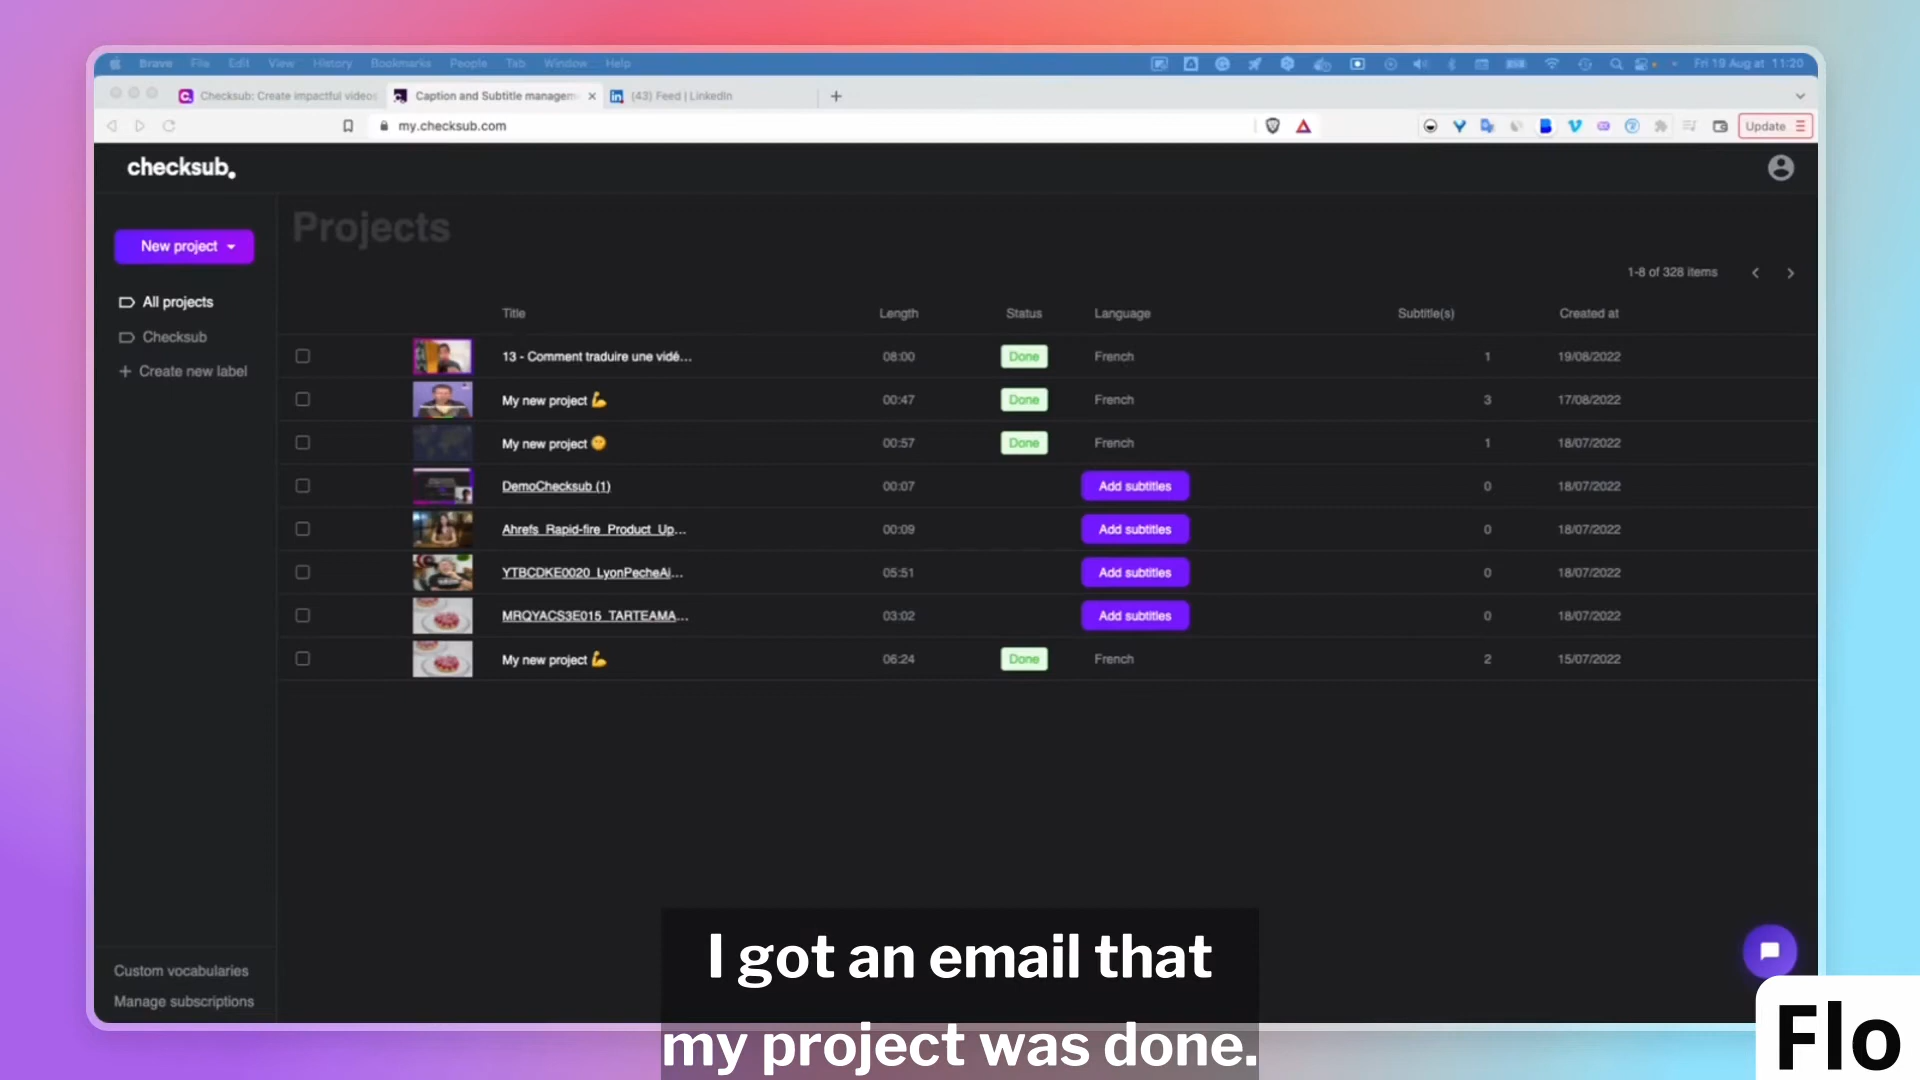 Brave File Edit View History Bookmarks People Tab Window Help
Fri 19 Aug at 11:20
Checksub: Create impactful videos
Caption and Subtitle managem
(43) Feed | LinkedIn
my.checksub.com
Update
checksub.
Projects
New project
1-8 of 328 items
All projects
Checksub
Create new label
Title Length Status Language Subtitle(s) Created at
13 - Comment traduire une vidé... 08:00 Done French 1 19/08/2022
My new project 💪 00:47 Done French 3 17/08/2022
My new project 00:57 Done French 1 18/07/2022
DemoChecksub (1) 00:07 Add subtitles 0 18/07/2022
Ahrefs_Rapid-fire_Product_Up... 00:09 Add subtitles 0 18/07/2022
YTBCDKE0020_LyonPecheAi... 05:51 Add subtitles 0 18/07/2022
MRQYACS3E015_TARTEAMA... 03:02 Add subtitles 0 18/07/2022
My new project 💪 06:24 Done French 2 15/07/2022
Custom vocabularies
Manage subscriptions
I got an email that
my project was done.
Flo